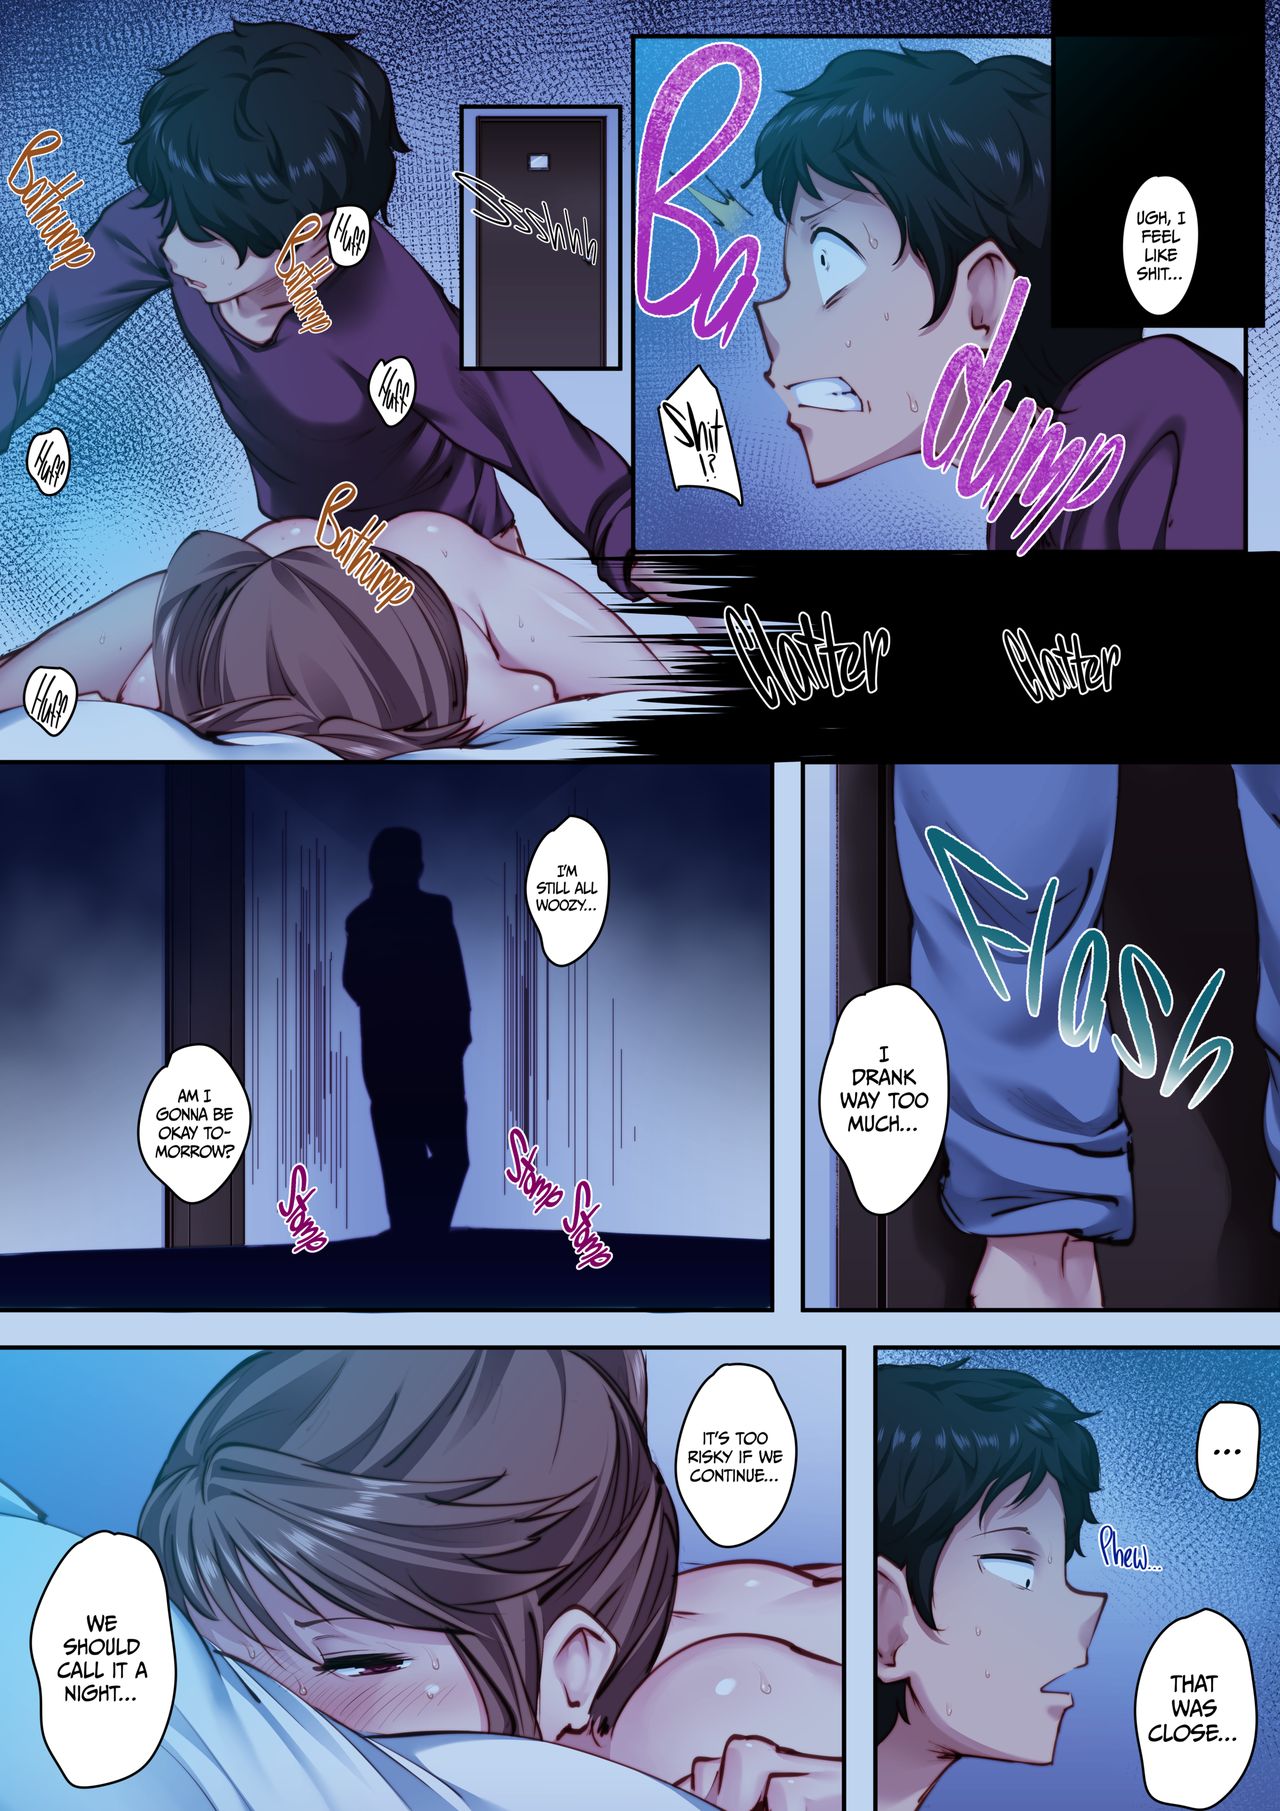 UGH, I
FEEL
LIKE
SHIT...
Ba
dump
Shit
!?
Sssshhh
Bathump
Huff
Bathump
Huff
Huff
Bathump
Huff
Clatter
Clatter
Flash
I
DRANK
WAY TOO
MUCH...
I'M
STILL ALL
WOOZY...
AM I
GONNA BE
OKAY TO-
MORROW?
Stomp
Stomp
Stomp
...
Phew...
THAT
WAS
CLOSE...
IT'S TOO
RISKY IF WE
CONTINUE...
WE
SHOULD
CALL IT A
NIGHT...